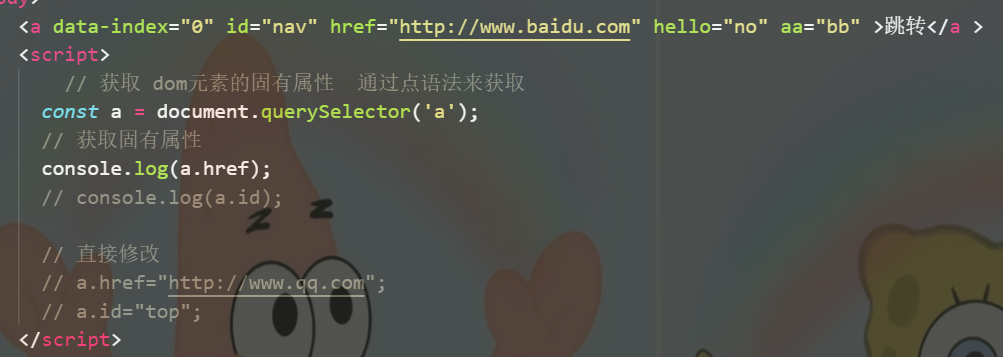 body>
<a data-index="0" id="nav" href="http://www.baidu.com" hello="no" aa="bb" >跳转</a >
<script>
// 获取 dom元素的固有属性  通过点语法来获取
const a = document.querySelector('a');
// 获取固有属性
console.log(a.href);
// console.log(a.id);
// 直接修改
// a.href="http://www.qq.com";
// a.id="top";
</script>